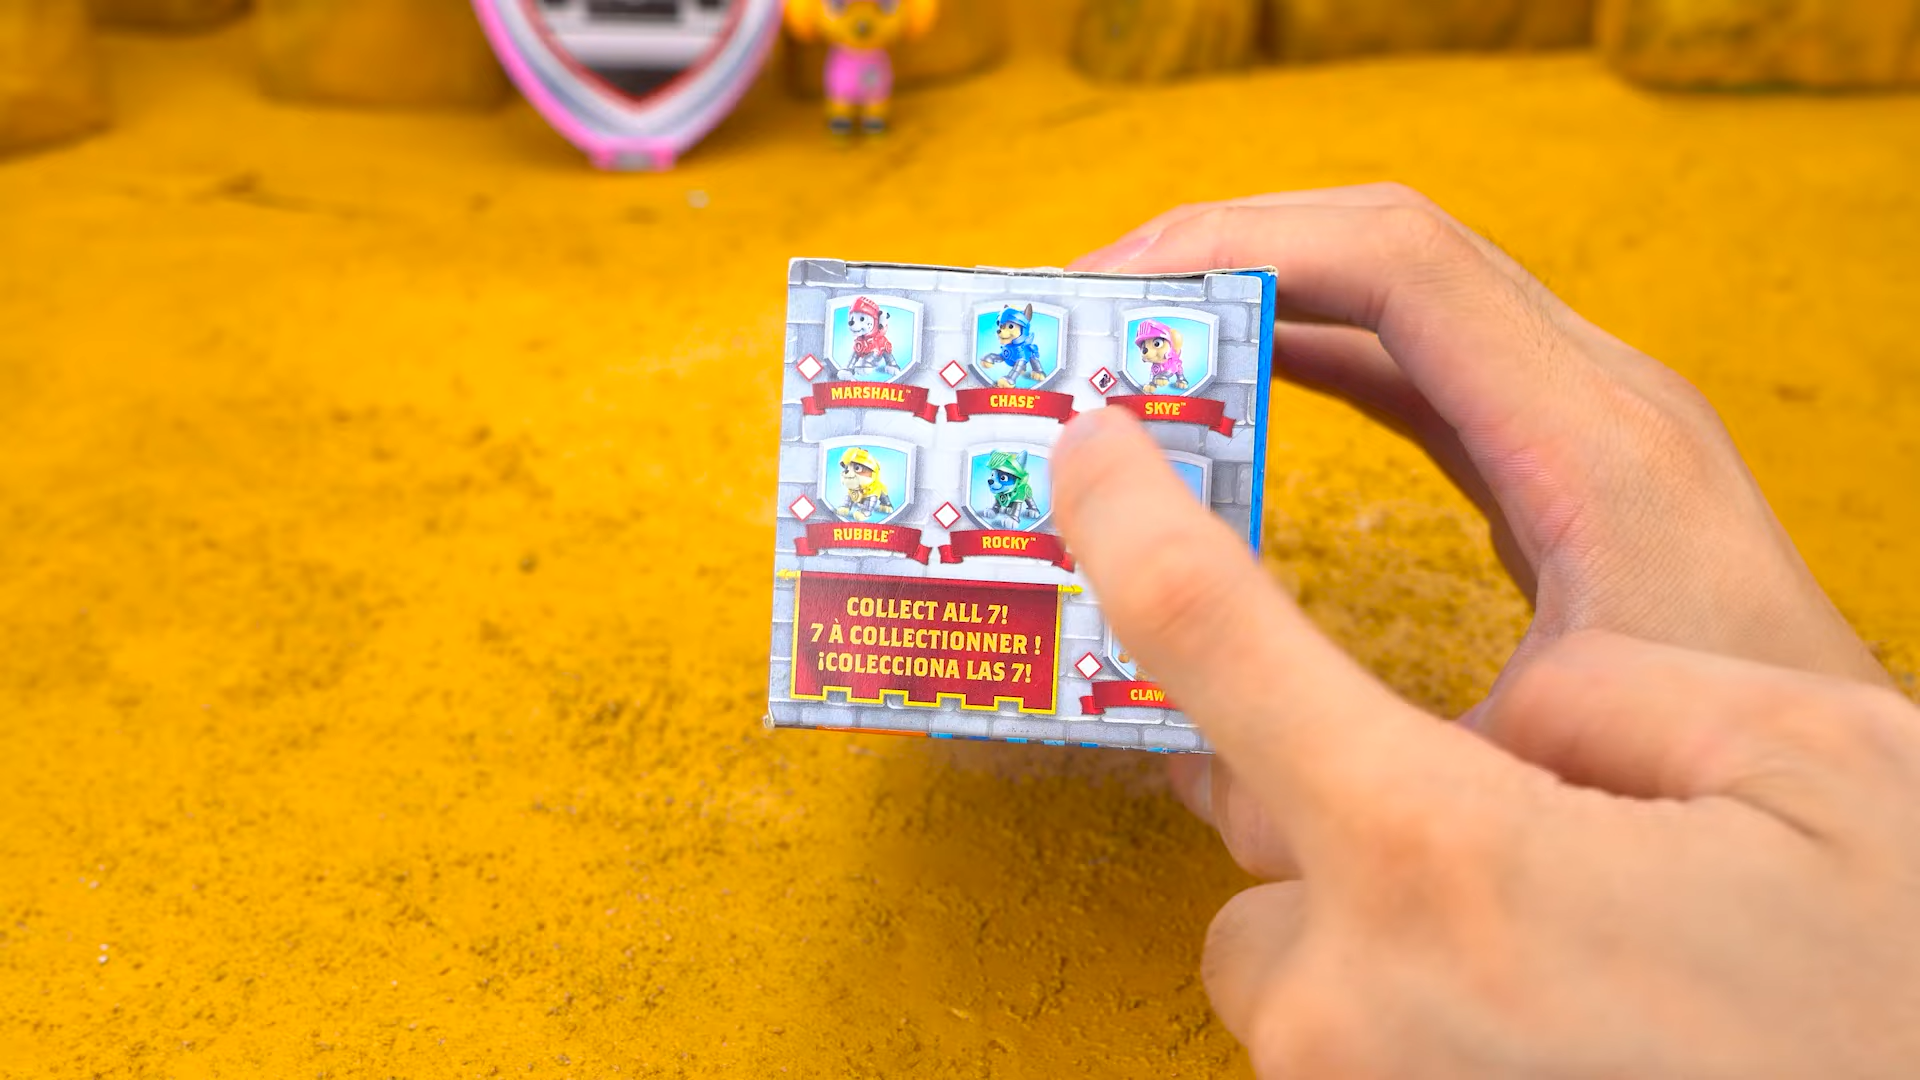 MARSHALL™
CHASE™
SKYE™
RUBBLE™
ROCKY™
COLLECT ALL 7!
7 À COLLECTIONNER !
¡COLECCIONA LAS 7!
CLAW